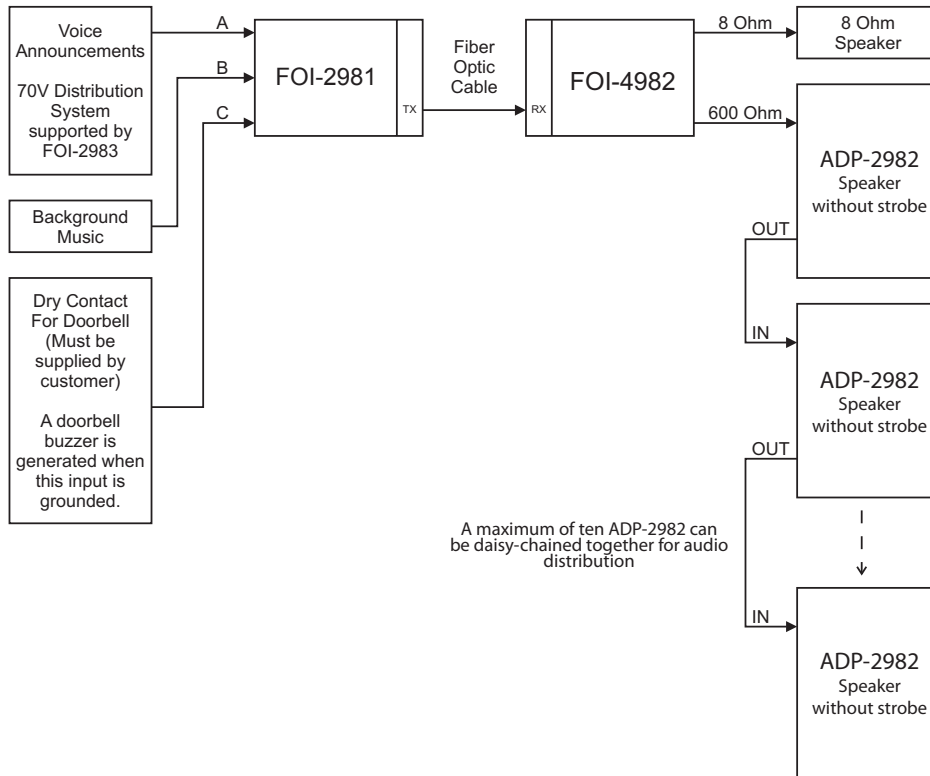 Voice
Announcements
70V Distribution
System
supported by
FOI-2983
A
B
C
FOI-2981
TX
Fiber
Optic
Cable
RX
FOI-4982
8 Ohm
8 Ohm
Speaker
600 Ohm
ADP-2982
Speaker
without strobe
Background
Music
OUT
Dry Contact
For Doorbell
(Must be
supplied by
customer)
A doorbell
buzzer is
generated when
this input is
grounded.
IN
ADP-2982
Speaker
without strobe
OUT
A maximum of ten ADP-2982 can
be daisy-chained together for audio
distribution
IN
ADP-2982
Speaker
without strobe